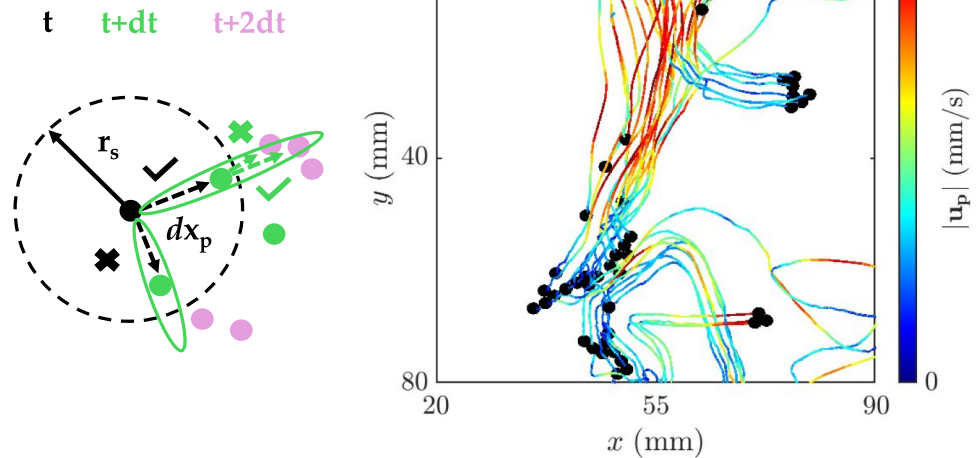 t t+dt t+2dt
r_s
dx_p
40
80
20 55 90
x (mm)
y (mm)
0
|u_p| (mm/s)